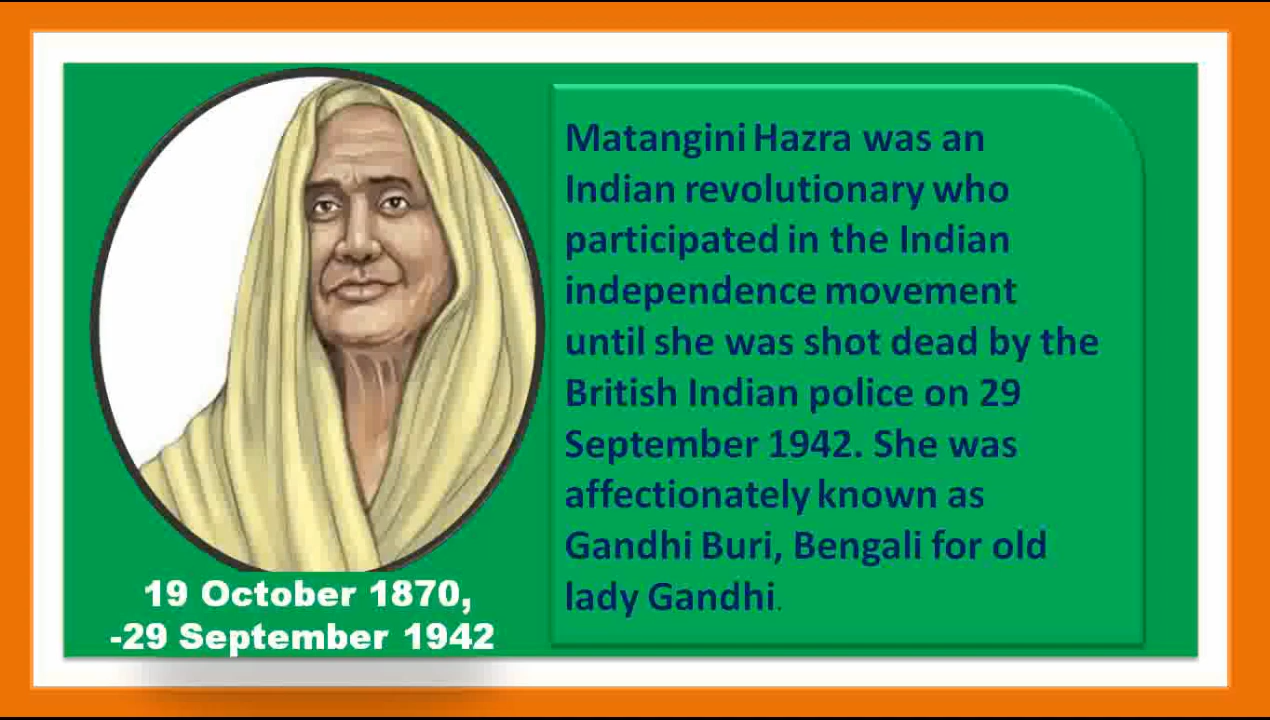 Matangini Hazra was an
Indian revolutionary who
participated in the Indian
independence movement
until she was shot dead by the
British Indian police on 29
September 1942. She was
affectionately known as
Gandhi Buri, Bengali for old
lady Gandhi.
19 October 1870,
-29 September 1942